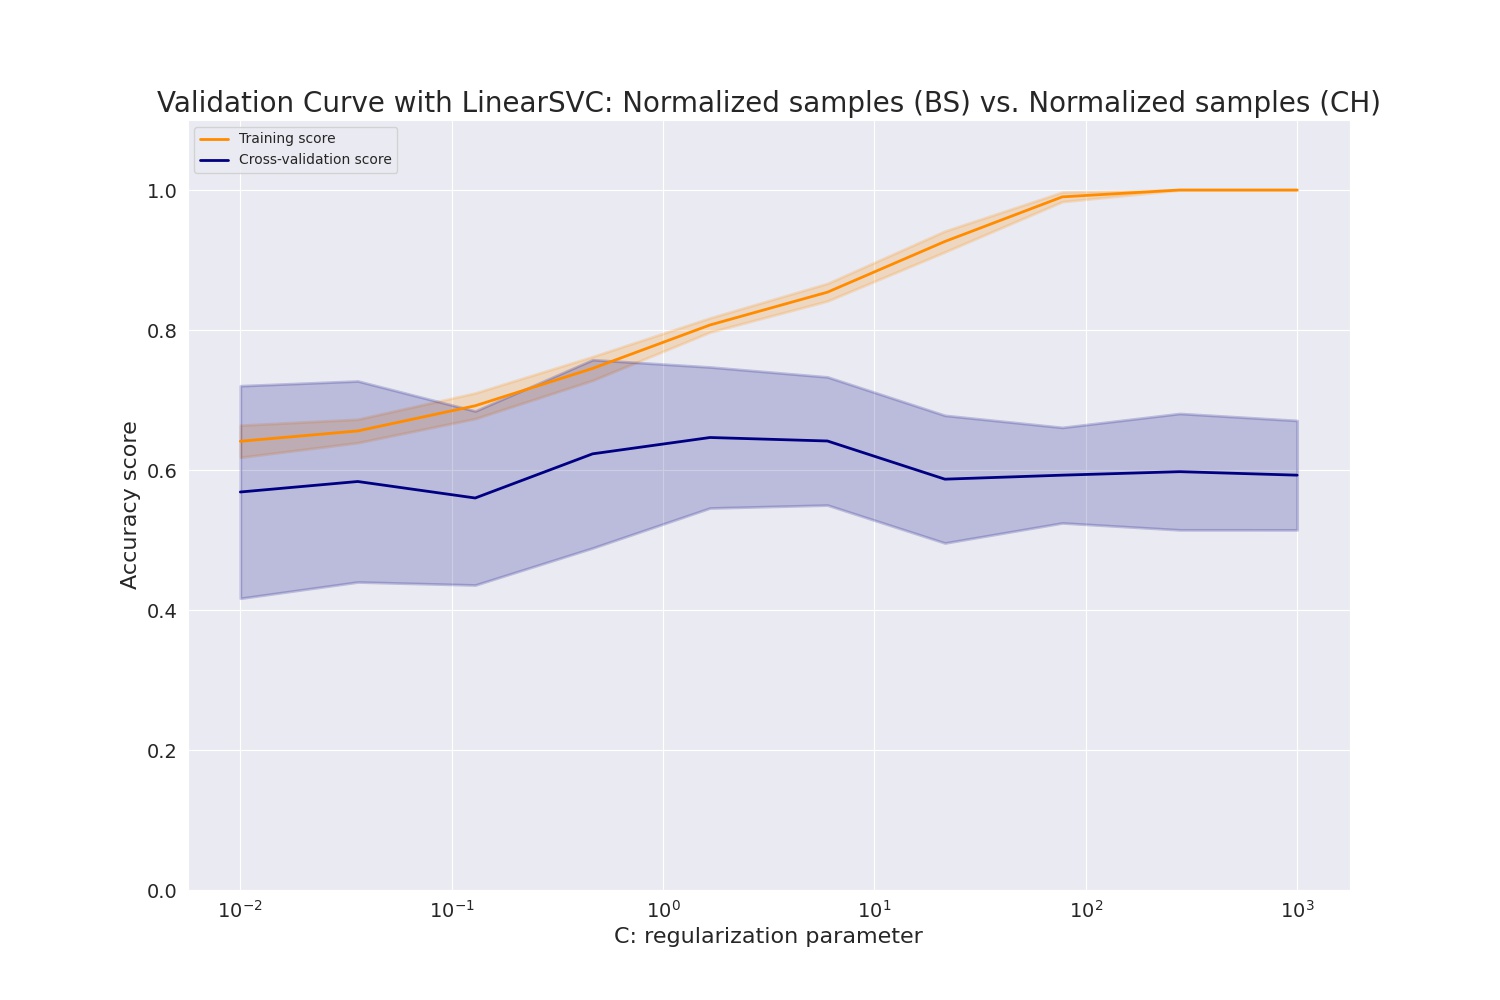 Validation Curve with LinearSVC: Normalized samples (BS) vs. Normalized samples (CH)
Training score
Cross-validation score
1.0
0.8
0.6
0.4
0.2
0.0
Accuracy score
10⁻² 10⁻¹ 10⁰ 10¹ 10² 10³
C: regularization parameter